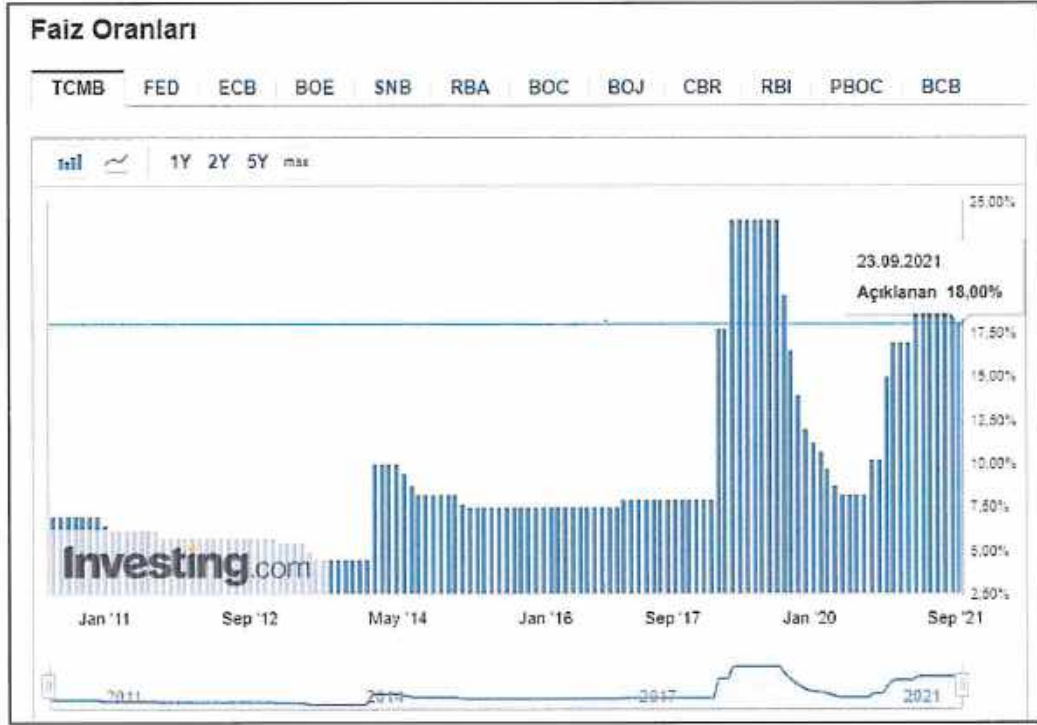 Faiz Oranları
TCMB FED ECB BOE SNB RBA BOC BOJ CBR RBI PBOC BCB
1Y 2Y 5Y max
25.00%
23.09.2021
Açıklanan 18,00%
17.50%
15.00%
12.50%
10.00%
7.50%
5.00%
2.50%
Investing.com
Jan '11 Sep '12 May '14 Jan '16 Sep '17 Jan '20 Sep '21
2011 2014 2017 2021